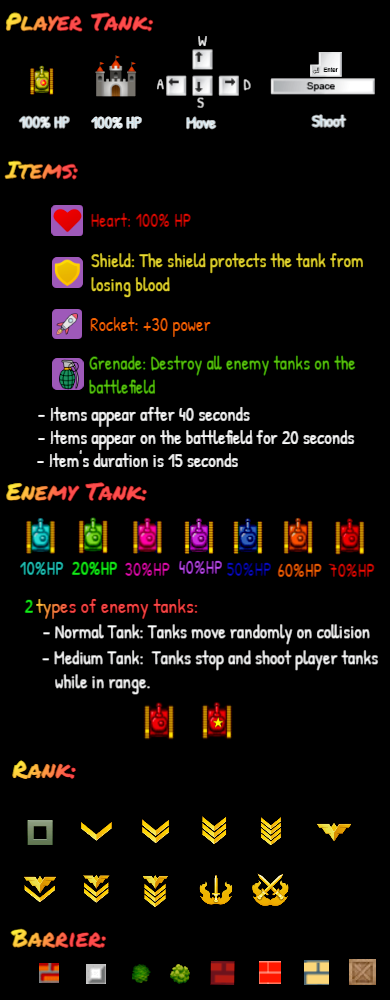 Player Tank:
W
A
D
S
Enter
Space
100% HP
100% HP
Move
Shoot
Items:
Heart: 100% HP
Shield: The shield protects the tank from
losing blood
Rocket: +30 power
Grenade: Destroy all enemy tanks on the
battlefield
- Items appear after 40 seconds
- Items appear on the battlefield for 20 seconds
- Item's duration is 15 seconds
Enemy Tank:
10%HP 20%HP 30%HP 40%HP 50%HP 60%HP 70%HP
2 types of enemy tanks:
- Normal Tank: Tanks move randomly on collision
- Medium Tank: Tanks stop and shoot player tanks
while in range.
Rank:
Barrier: